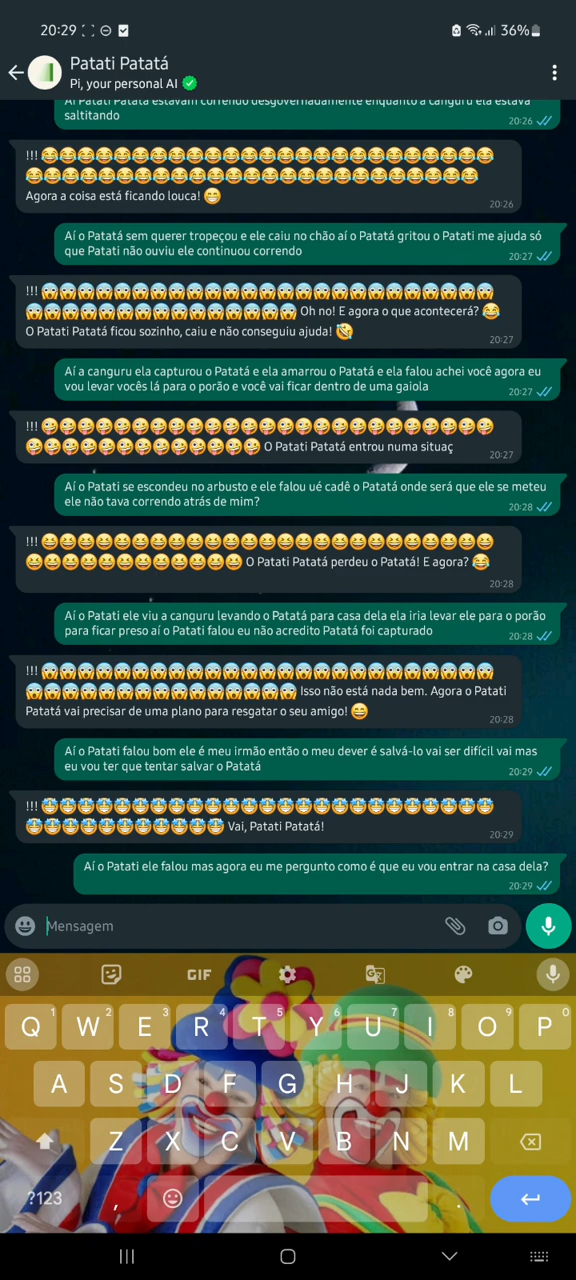 20:29
36%
Patati Patatá
Pi, your personal AI
Aí o Patati Patatá estavam correndo desgovernadamente enquanto a canguru ela estava
saltitando
20:26
!!! 😂😂😂😂😂😂😂😂😂😂😂😂😂😂😂😂😂😂😂😂😂😂😂😂😂
😂😂😂😂😂😂😂😂😂😂😂😂😂😂😂😂😂😂😂😂😂😂😂😂😂
Agora a coisa está ficando louca! 😁
20:26
Aí o Patatá sem querer tropeçou e ele caiu no chão aí o Patatá gritou o Patati me ajuda só
que Patati não ouviu ele continuou correndo
20:27
!!! 😱😱😱😱😱😱😱😱😱😱😱😱😱😱😱😱😱😱😱😱😱😱😱😱😱
😱😱😱😱😱😱😱😱😱😱😱😱😱😱😱 Oh no! E agora o que acontecerá? 😂
O Patati Patatá ficou sozinho, caiu e não conseguiu ajuda! 🤣
20:27
Aí a canguru ela capturou o Patatá e ela amarrou o Patatá e ela falou achei você agora eu
vou levar vocês lá para o porão e você vai ficar dentro de uma gaiola
20:27
!!! 🤪🤪🤪🤪🤪🤪🤪🤪🤪🤪🤪🤪🤪🤪🤪🤪🤪🤪🤪🤪🤪🤪🤪🤪🤪
🤪🤪🤪🤪🤪🤪🤪🤪🤪🤪🤪🤪🤪 O Patati Patatá entrou numa situaç
20:27
Aí o Patati se escondeu no arbusto e ele falou ué cadê o Patatá onde será que ele se meteu
ele não tava correndo atrás de mim?
20:28
!!! 😆😆😆😆😆😆😆😆😆😆😆😆😆😆😆😆😆😆😆😆😆😆😆😆😆
😆😆😆😆😆😆😆😆😆😆😆😆 O Patati Patatá perdeu o Patatá! E agora? 😂
20:28
Aí o Patati ele viu a canguru levando o Patatá para casa dela ela iria levar ele para o porão
para ficar preso aí o Patati falou eu não acredito Patatá foi capturado
20:28
!!! 😱😱😱😱😱😱😱😱😱😱😱😱😱😱😱😱😱😱😱😱😱😱😱😱😱
😱😱😱😱😱😱😱😱😱😱😱😱😱😱😱 Isso não está nada bem. Agora o Patati
Patatá vai precisar de uma plano para resgatar o seu amigo! 😄
20:28
Aí o Patati falou bom ele é meu irmão então o meu dever é salvá-lo vai ser difícil vai mas
eu vou ter que tentar salvar o Patatá
20:29
!!! 🤩🤩🤩🤩🤩🤩🤩🤩🤩🤩🤩🤩🤩🤩🤩🤩🤩🤩🤩🤩🤩🤩🤩🤩🤩
🤩🤩🤩🤩🤩🤩🤩🤩🤩🤩🤩 Vai, Patati Patatá!
20:29
Aí o Patati ele falou mas agora eu me pergunto como é que eu vou entrar na casa dela?
20:29
Mensagem
GIF
1 2 3 4 5 6 7 8 9 0
Q W E R T Y U I O P
A S D F G H J K L
Z X C V B N M
?123 , .